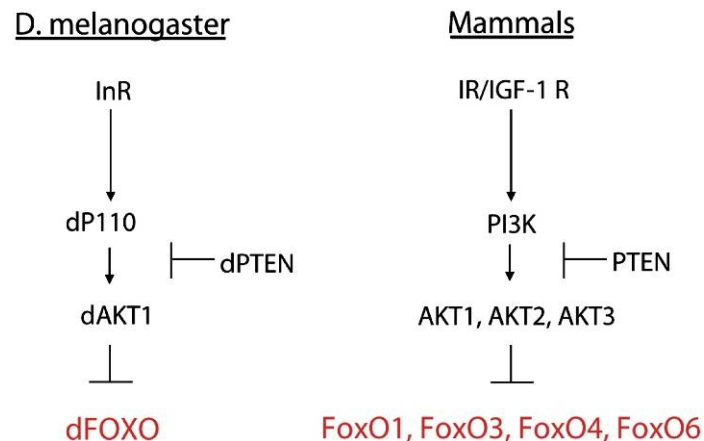 D. melanogaster
InR
dP110
dPTEN
dAKT1
dFOXO
Mammals
IR/IGF-1 R
PI3K
PTEN
AKT1, AKT2, AKT3
FoxO1, FoxO3, FoxO4, FoxO6